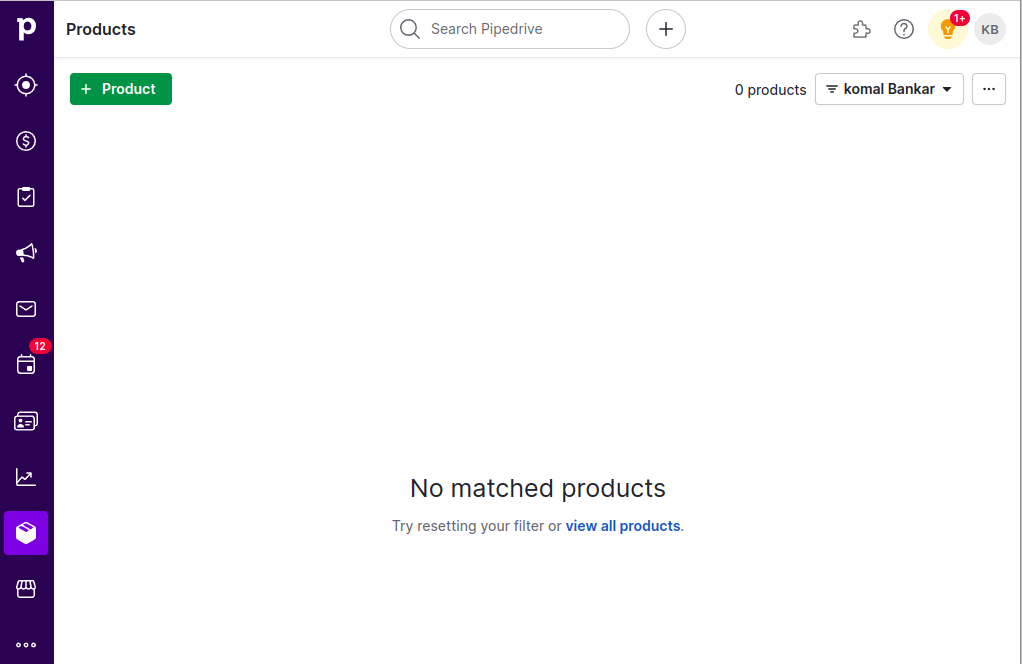 p
Products
Search Pipedrive
1+
KB
+ Product
0 products
komal Bankar
12
No matched products
Try resetting your filter or view all products.